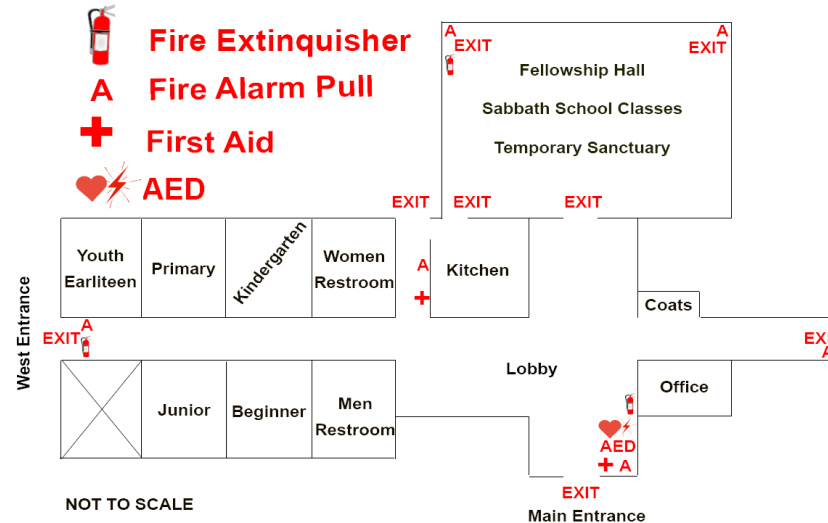 Fire Extinguisher
A Fire Alarm Pull
First Aid
AED
A
EXIT
A
EXIT
Fellowship Hall
Sabbath School Classes
Temporary Sanctuary
EXIT EXIT EXIT
Youth
Earliteen
Primary
Kindergarten
Women
Restroom
A
Kitchen
Coats
West Entrance
EXIT
A
Lobby
EXI
A
Junior
Beginner
Men
Restroom
Office
AED
A
EXIT
Main Entrance
NOT TO SCALE